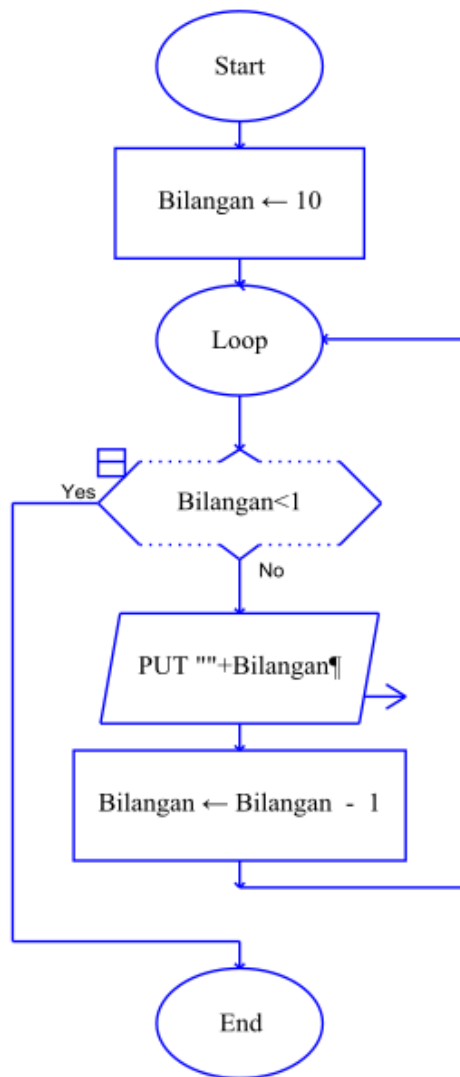 Start
Bilangan ← 10
Loop
Yes
Bilangan<1
No
PUT ""+Bilangan¶
Bilangan ← Bilangan - 1
End